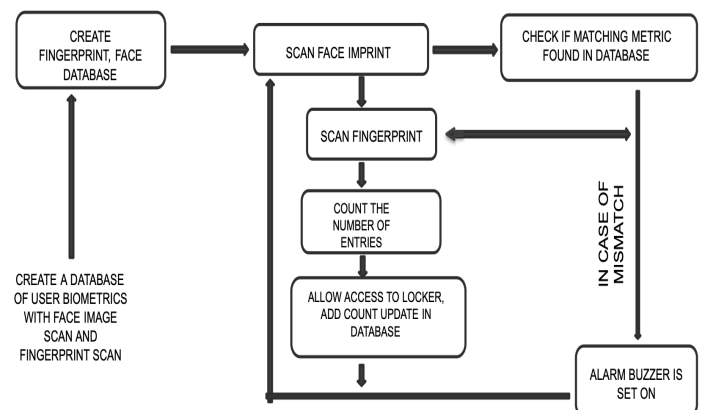 CREATE
FINGERPRINT, FACE
DATABASE
SCAN FACE IMPRINT
CHECK IF MATCHING METRIC
FOUND IN DATABASE
SCAN FINGERPRINT
COUNT THE
NUMBER OF
ENTRIES
IN CASE OF
MISMATCH
CREATE A DATABASE
OF USER BIOMETRICS
WITH FACE IMAGE
SCAN AND
FINGERPRINT SCAN
ALLOW ACCESS TO LOCKER,
ADD COUNT UPDATE IN
DATABASE
ALARM BUZZER IS
SET ON